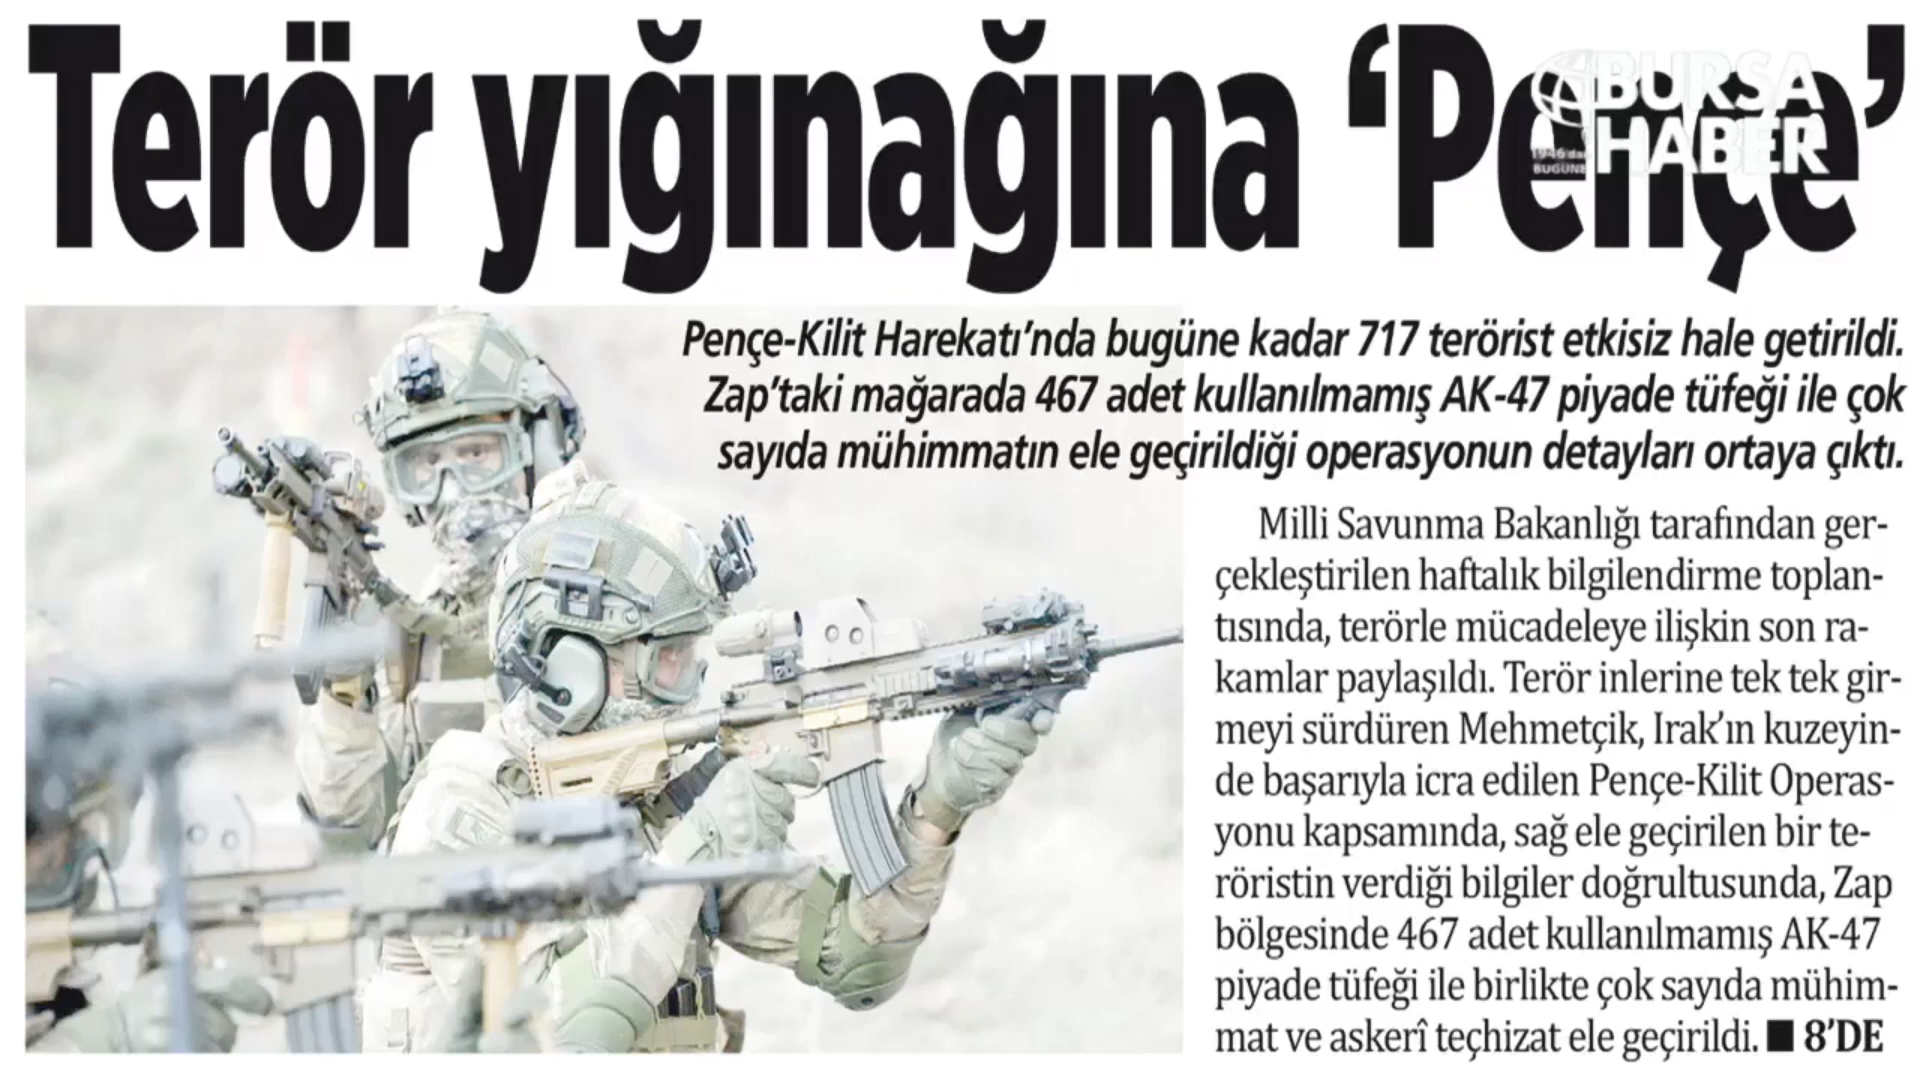 Terör yığınağına ‘Pençe’
BURSA
HABER
1946'dan
BUGÜNE
Pençe-Kilit Harekatı’nda bugüne kadar 717 terörist etkisiz hale getirildi.
Zap’taki mağarada 467 adet kullanılmamış AK-47 piyade tüfeği ile çok
sayıda mühimmatın ele geçirildiği operasyonun detayları ortaya çıktı.
Milli Savunma Bakanlığı tarafından ger-
çekleştirilen haftalık bilgilendirme toplan-
tısında, terörle mücadeleye ilişkin son ra-
kamlar paylaşıldı. Terör inlerine tek tek gir-
meyi sürdüren Mehmetçik, Irak’ın kuzeyin-
de başarıyla icra edilen Pençe-Kilit Operas-
yonu kapsamında, sağ ele geçirilen bir te-
röristin verdiği bilgiler doğrultusunda, Zap
bölgesinde 467 adet kullanılmamış AK-47
piyade tüfeği ile birlikte çok sayıda mühim-
mat ve askerî teçhizat ele geçirildi. ■ 8’DE